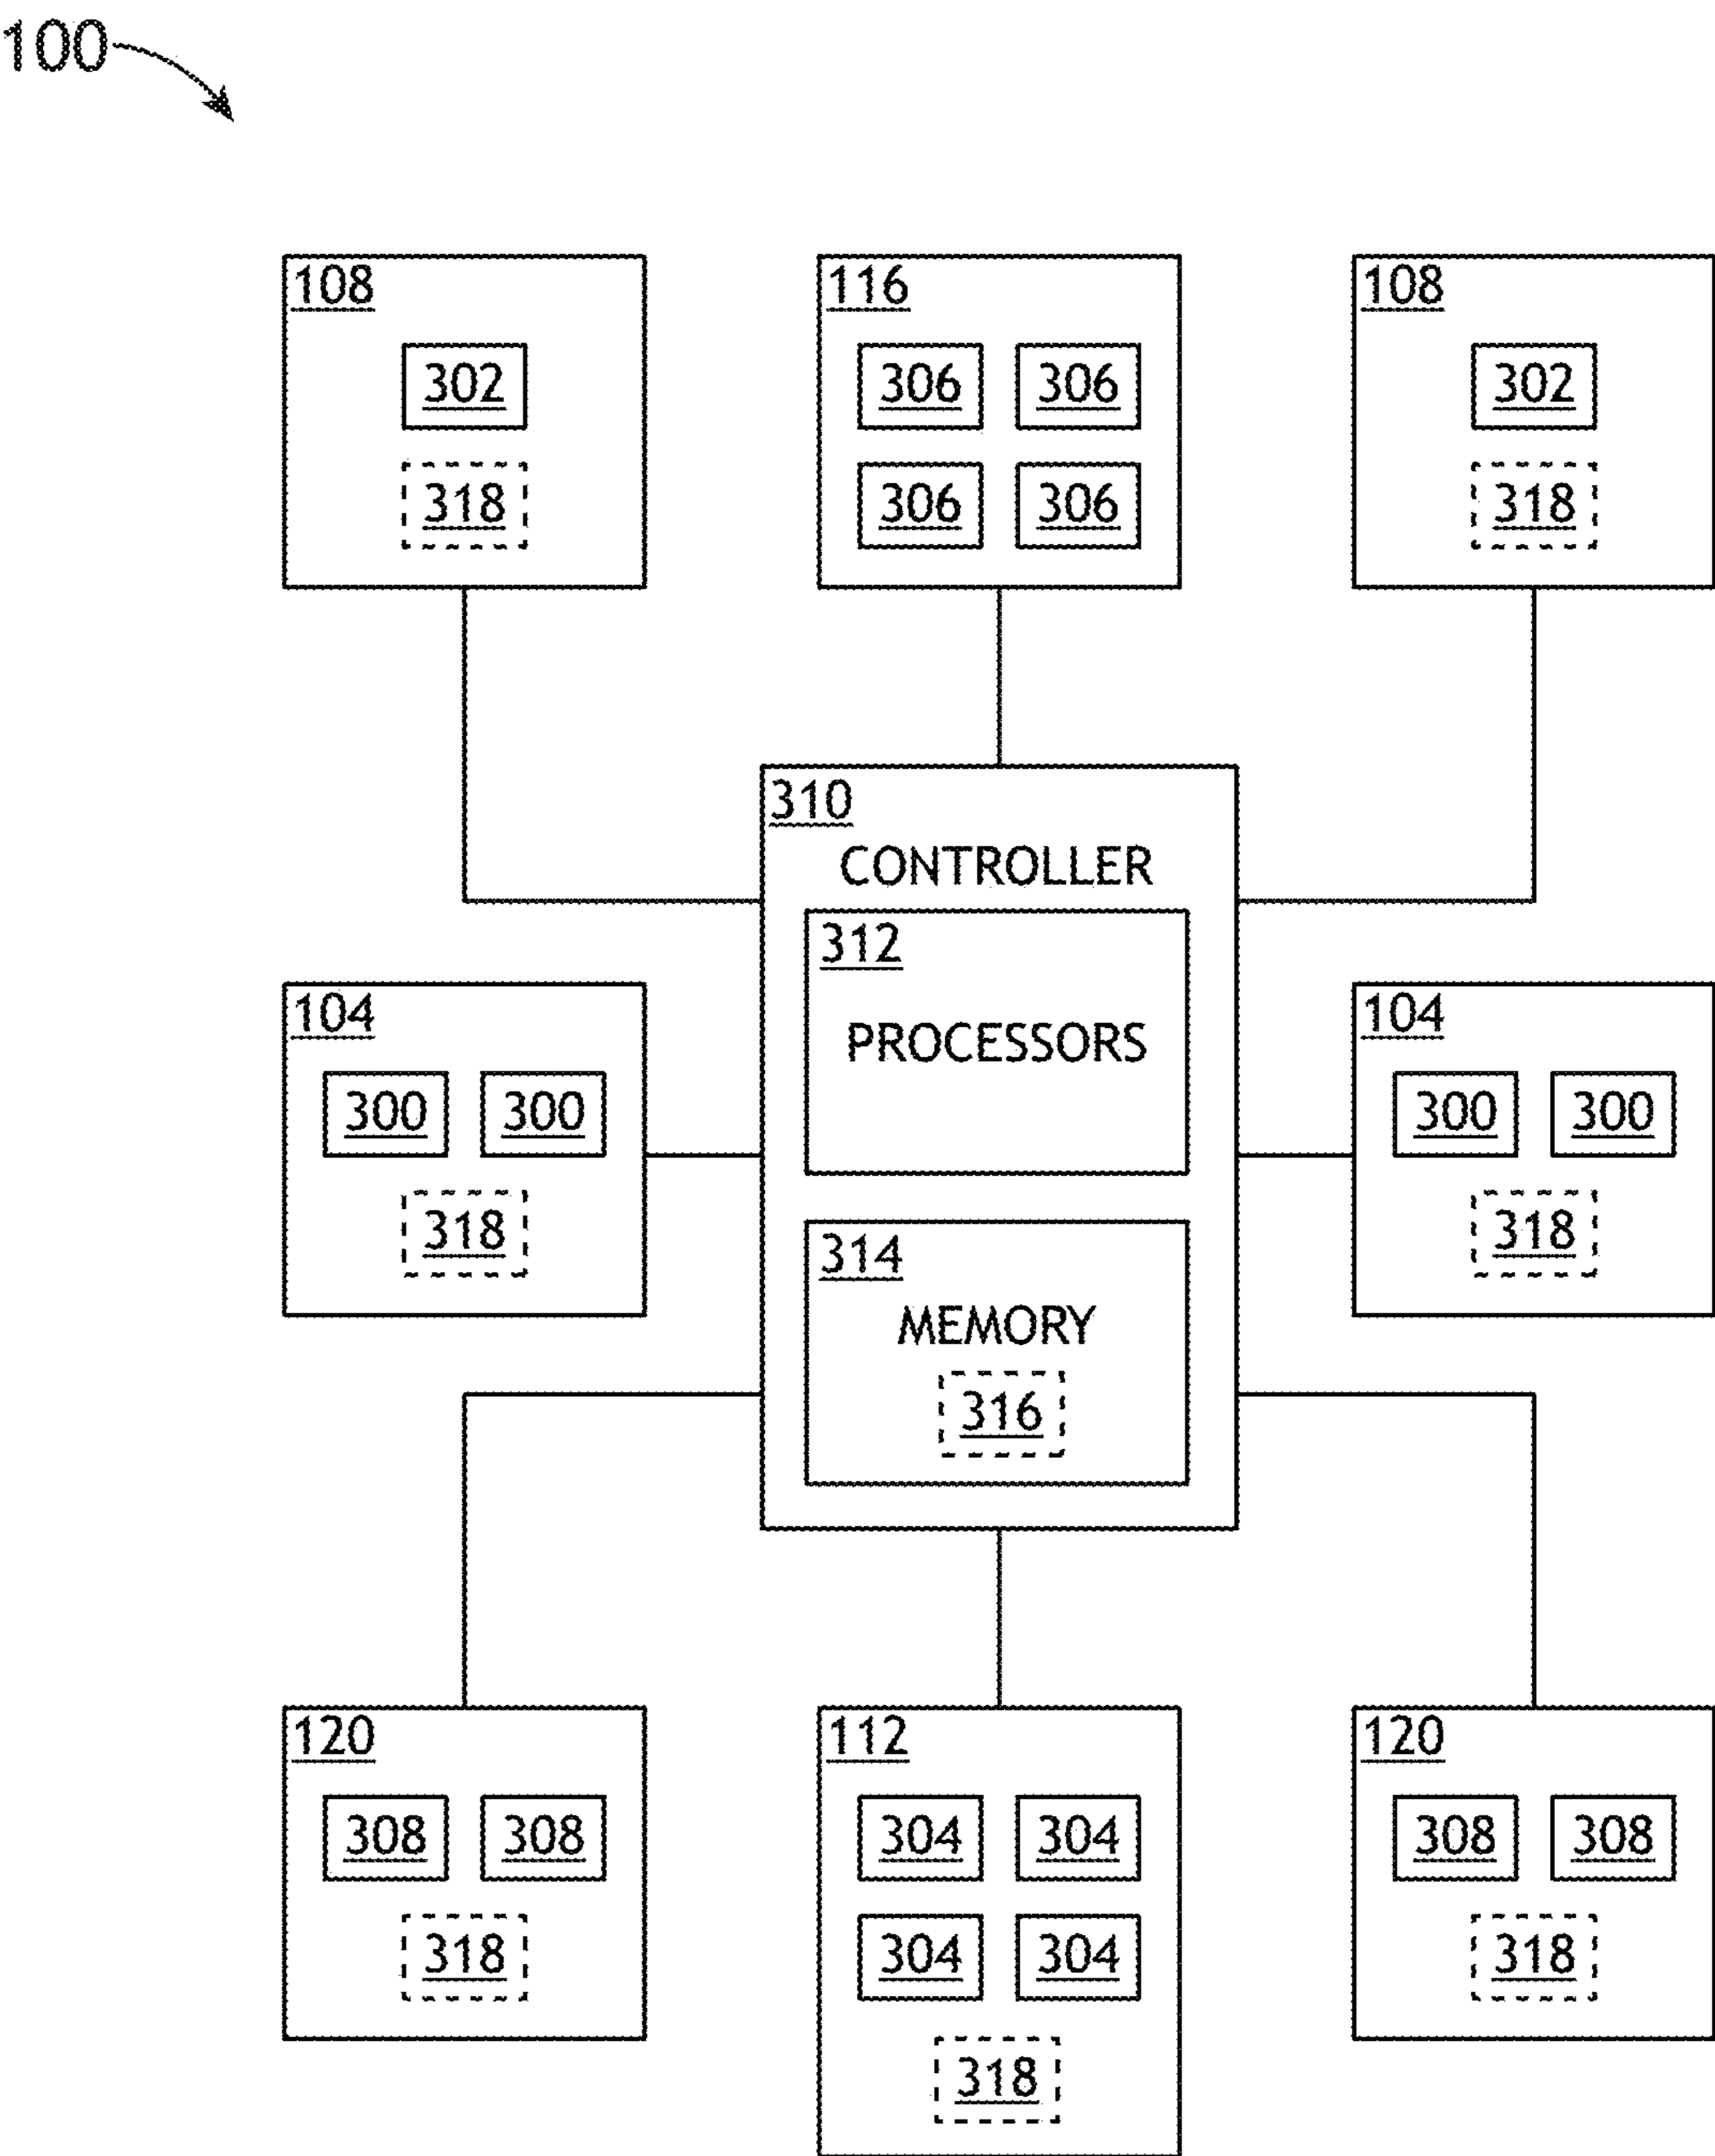 100
108 116 108
302 306 306 302
318 306 306 318
310
CONTROLLER
312
PROCESSORS
104 104
300 300 300 300
318 318
314
MEMORY
316
120 112 120
308 308 304 304 308 308
318 304 304 318
318